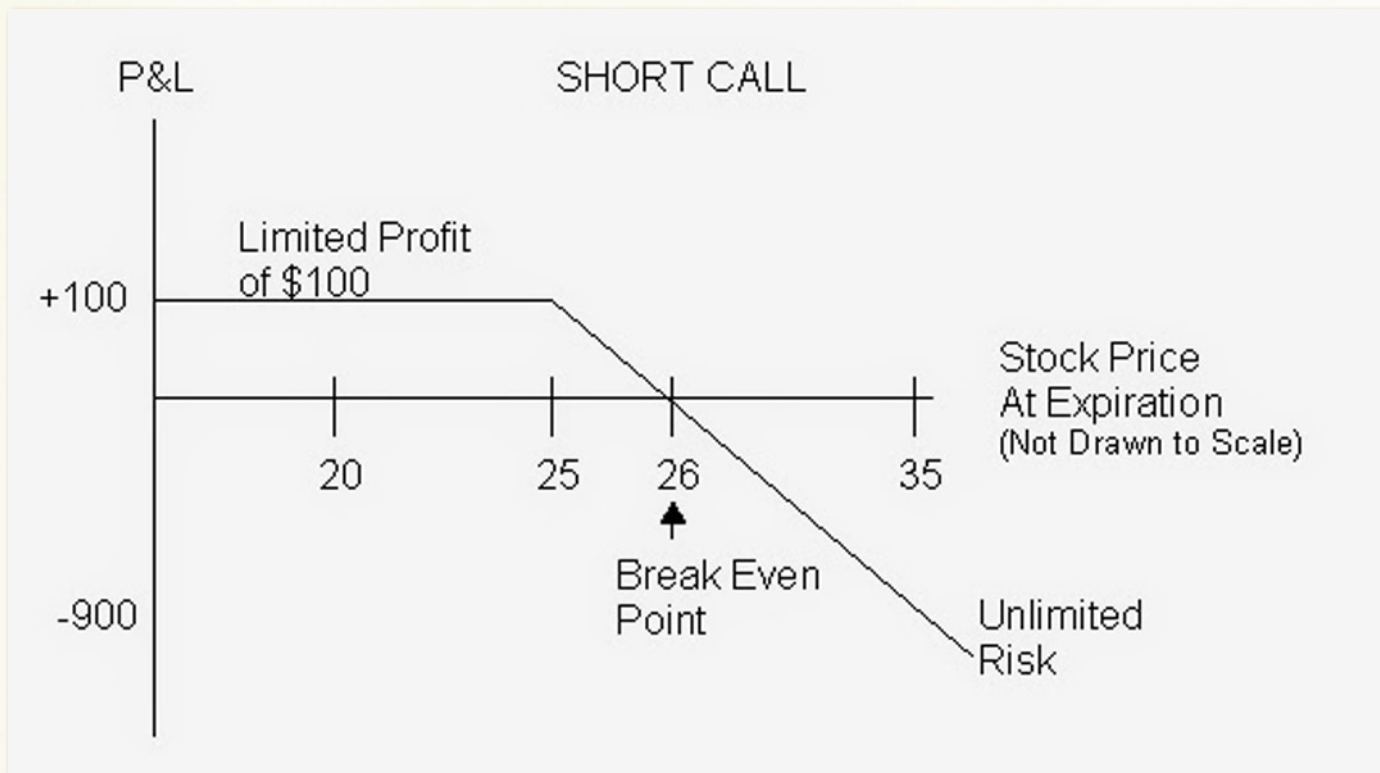 P&L
SHORT CALL
Limited Profit
of $100
+100
Stock Price
At Expiration
(Not Drawn to Scale)
20
25
26
35
Break Even
Point
-900
Unlimited
Risk